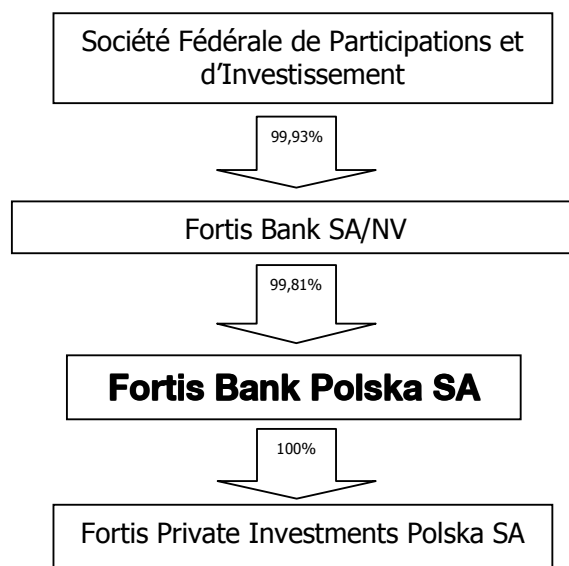 Société Fédérale de Participations et
d'Investissement
99,93%
Fortis Bank SA/NV
99,81%
Fortis Bank Polska SA
100%
Fortis Private Investments Polska SA